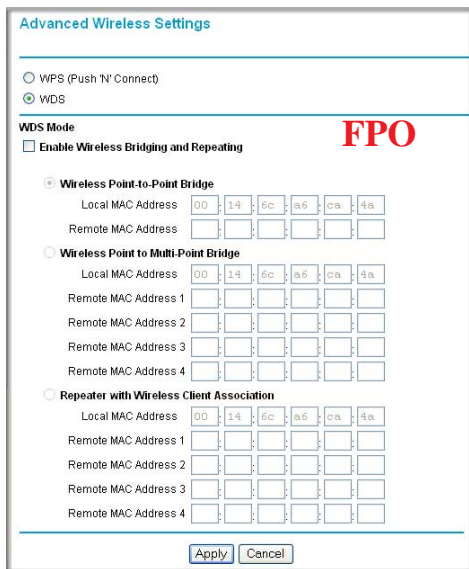 Advanced Wireless Settings
WPS (Push 'N' Connect)
WDS
WDS Mode
FPO
Enable Wireless Bridging and Repeating
Wireless Point-to-Point Bridge
Local MAC Address 00 : 14 : 6c : a6 : ca : 4a
Remote MAC Address : : : : :
Wireless Point to Multi-Point Bridge
Local MAC Address 00 : 14 : 6c : a6 : ca : 4a
Remote MAC Address 1 : : : : :
Remote MAC Address 2 : : : : :
Remote MAC Address 3 : : : : :
Remote MAC Address 4 : : : : :
Repeater with Wireless Client Association
Local MAC Address 00 : 14 : 6c : a6 : ca : 4a
Remote MAC Address 1 : : : : :
Remote MAC Address 2 : : : : :
Remote MAC Address 3 : : : : :
Remote MAC Address 4 : : : : :
Apply Cancel